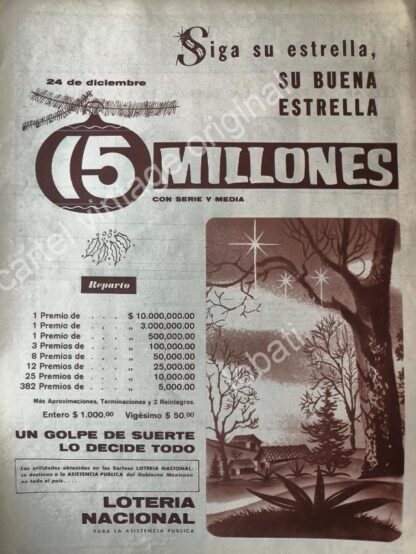 Siga su estrella,
SU BUENA
ESTRELLA
24 de diciembre
15 MILLONES
CON SERIE Y MEDIA
Reparto
1 Premio de . . . . $ 10.000,000.00
1 Premio de . . . . „ 3.000,000.00
1 Premio de . . . . „ 500,000.00
3 Premios de . . . . „ 100,000.00
8 Premios de . . . . „ 50,000.00
12 Premios de . . . . „ 25,000.00
25 Premios de . . . . „ 10,000.00
382 Premios de . . . . „ 5,000.00
Más Aproximaciones, Terminaciones y 2 Reintegros.
Entero $ 1.000.00 Vigésimo $ 50.00
UN GOLPE DE SUERTE
LO DECIDE TODO
Las utilidades obtenidas en los Sorteos LOTERIA NACIONAL,
se destinan a la ASISTENCIA PUBLICA del Gobierno Mexicano
en todo el país....
LOTERIA
NACIONAL
PARA LA ASISTENCIA PUBLICA
cartel vintage original